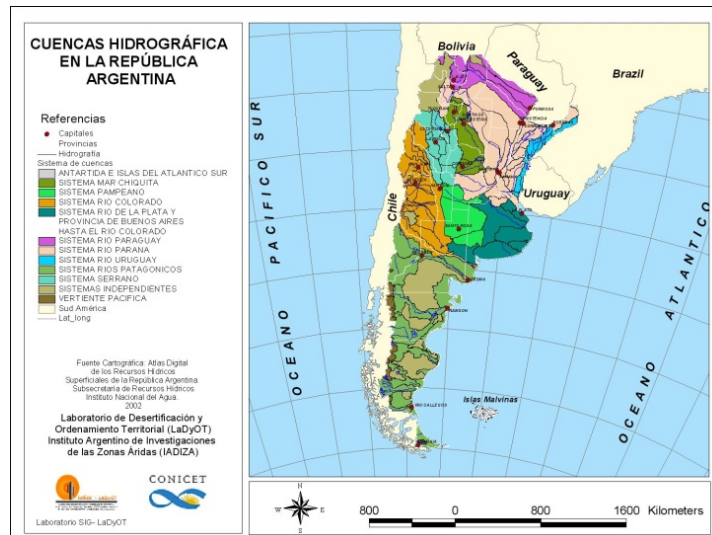 CUENCAS HIDROGRÁFICA
EN LA REPÚBLICA
ARGENTINA
Referencias
Capitales
Provincias
Hidrografía
Sistema de cuencas
ANTARTIDA E ISLAS DEL ATLANTICO SUR
SISTEMA MAR CHIQUITA
SISTEMA PAMPEANO
SISTEMA RIO COLORADO
SISTEMA RIO DE LA PLATA Y
PROVINCIA DE BUENOS AIRES
HASTA EL RIO COLORADO
SISTEMA RIO PARAGUAY
SISTEMA RIO PARANA
SISTEMA RIO URUGUAY
SISTEMA RIOS PATAGONICOS
SISTEMA SERRANO
SISTEMAS INDEPENDIENTES
VERTIENTE PACIFICA
Sud América
Lat_long
Fuente Cartográfica: Atlas Digital
de los Recursos Hídricos
Superficiales de la República Argentina.
Subsecretaría de Recursos Hídricos
Instituto Nacional del Agua.
2002
Laboratorio de Desertificación y
Ordenamiento Territorial (LaDyOT)
Instituto Argentino de Investigaciones
de las Zonas Áridas (IADIZA)
CONICET
Laboratorio SIG- LaDyOT
Bolivia
Paraguay
Brazil
Chile
Uruguay
OCEANO PACIFICO SUR
OCEANO ATLANTICO
Islas Malvinas
RIO GALLEGOS
N
W
E
S
800 0 800 1600 Kilometers